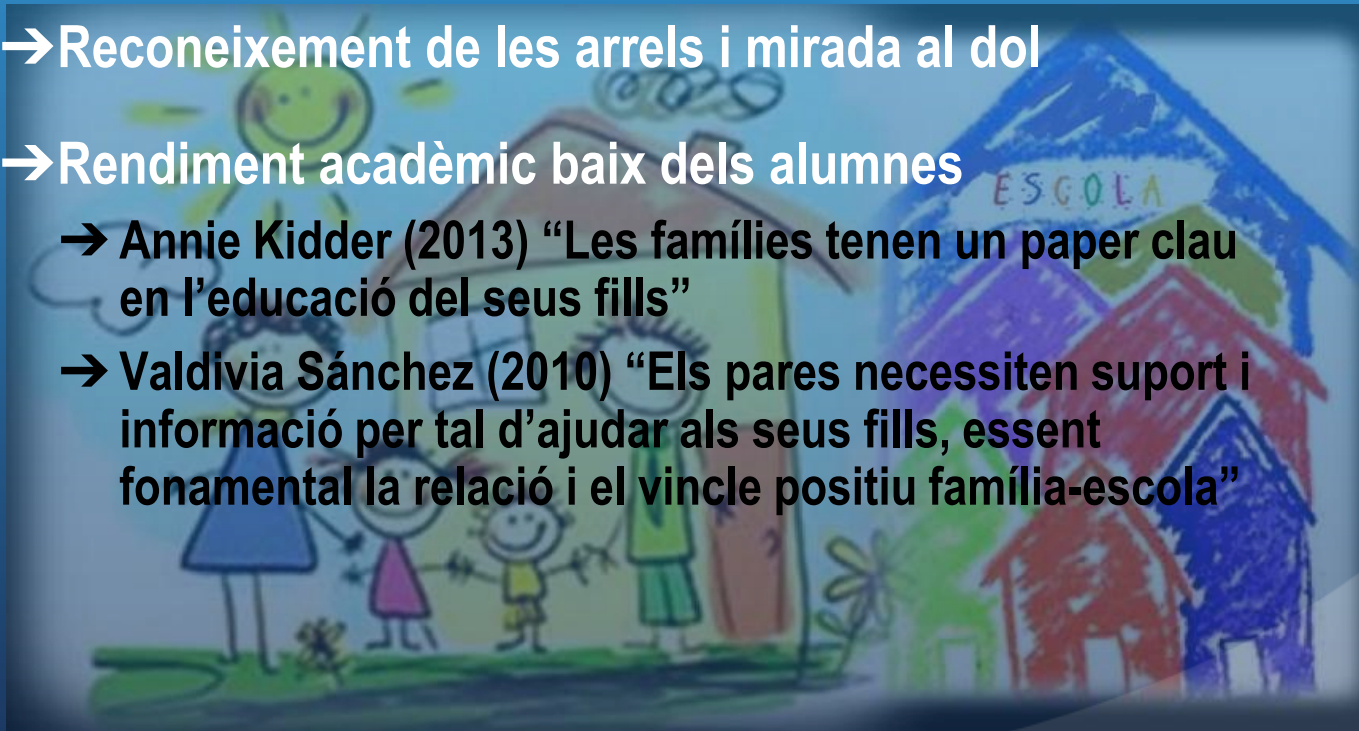 ➔Reconeixement de les arrels i mirada al dol
➔Rendiment acadèmic baix dels alumnes
ESCOLA
➔ Annie Kidder (2013) “Les famílies tenen un paper clau
en l’educació del seus fills”
➔ Valdivia Sánchez (2010) “Els pares necessiten suport i
informació per tal d’ajudar als seus fills, essent
fonamental la relació i el vincle positiu família-escola”